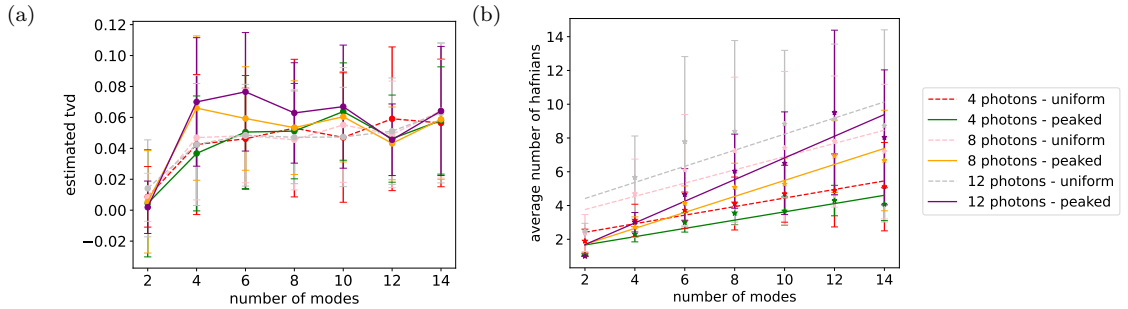 (a)
0.12
0.10
0.08
0.06
0.04
0.02
0.00
−0.02
estimated tvd
2 4 6 8 10 12 14
number of modes
(b)
14
12
10
8
6
4
2
average number of hafnians
2 4 6 8 10 12 14
number of modes
4 photons - uniform
4 photons - peaked
8 photons - uniform
8 photons - peaked
12 photons - uniform
12 photons - peaked